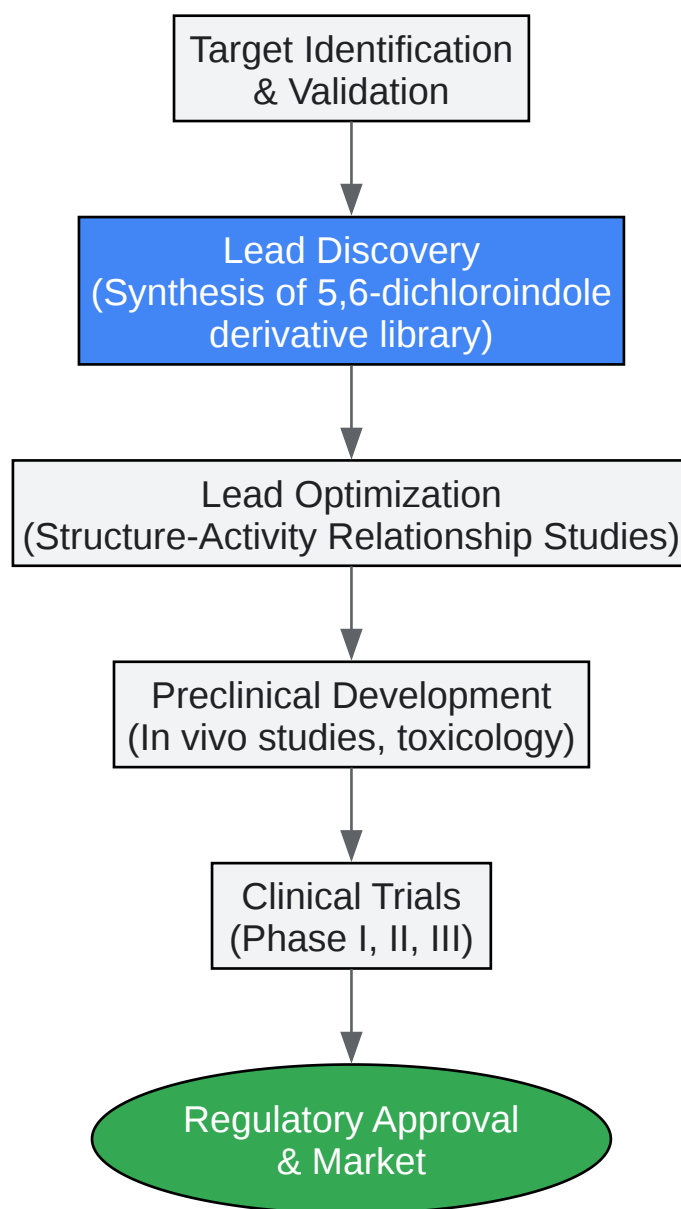 Target Identification
& Validation
Lead Discovery
(Synthesis of 5,6-dichloroindole
derivative library)
Lead Optimization
(Structure-Activity Relationship Studies)
Preclinical Development
(In vivo studies, toxicology)
Clinical Trials
(Phase I, II, III)
Regulatory Approval
& Market